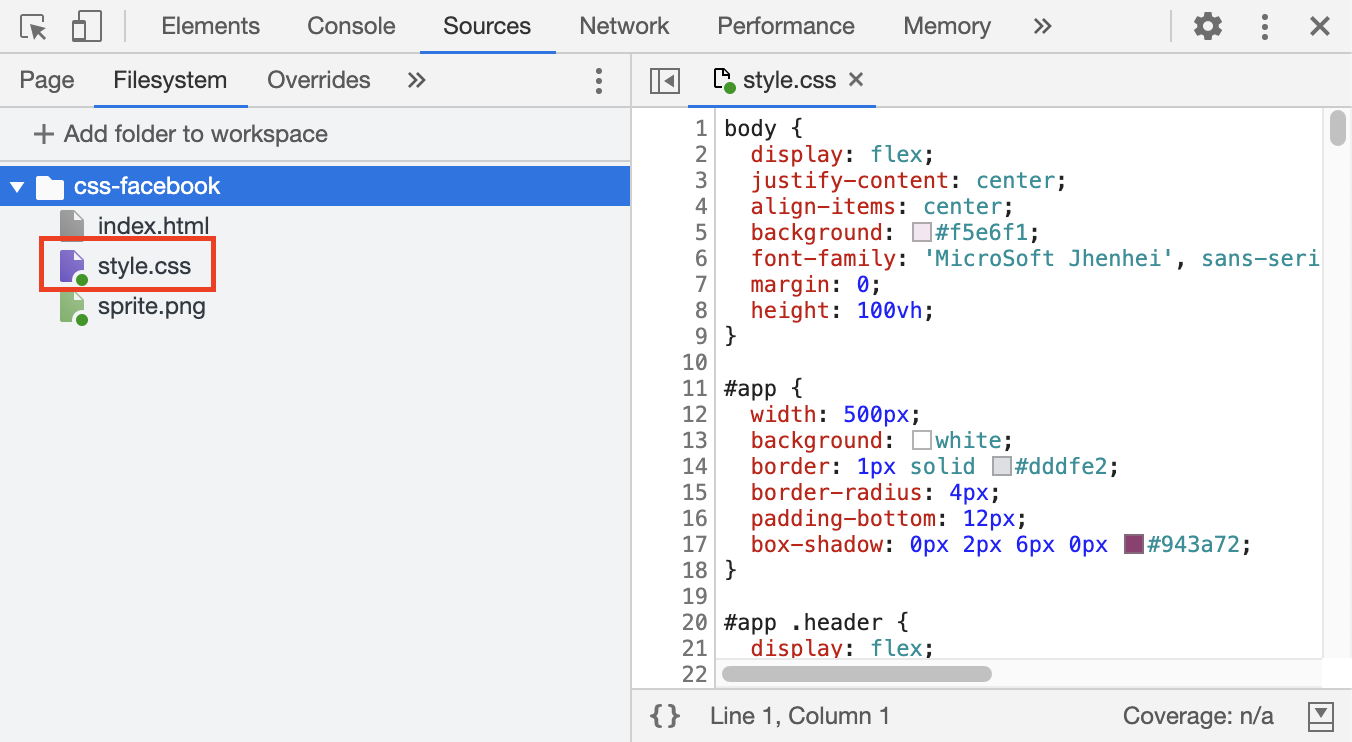 Elements Console Sources Network Performance Memory »
Page Filesystem Overrides »
style.css ×
+ Add folder to workspace
css-facebook
index.html
style.css
sprite.png
1 body {
2 display: flex;
3 justify-content: center;
4 align-items: center;
5 background: #f5e6f1;
6 font-family: 'MicroSoft Jhenhei', sans-seri
7 margin: 0;
8 height: 100vh;
9 }
10
11 #app {
12 width: 500px;
13 background: white;
14 border: 1px solid #dddfe2;
15 border-radius: 4px;
16 padding-bottom: 12px;
17 box-shadow: 0px 2px 6px 0px #943a72;
18 }
19
20 #app .header {
21 display: flex;
22
{} Line 1, Column 1 Coverage: n/a